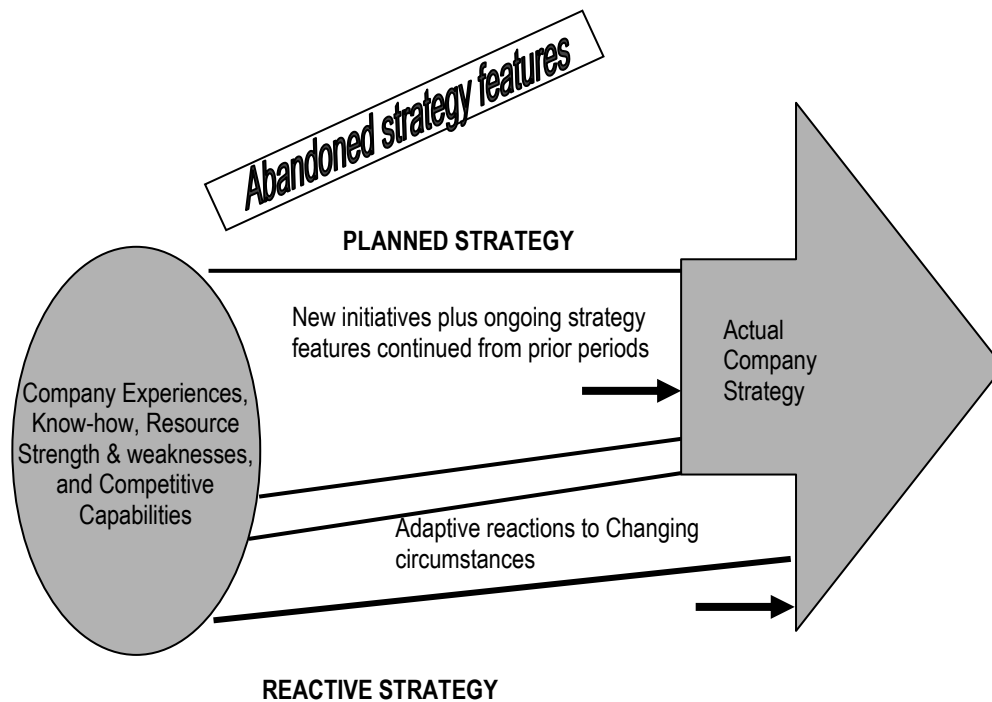 Abandoned strategy features
PLANNED STRATEGY
New initiatives plus ongoing strategy
features continued from prior periods
Actual
Company
Strategy
Company Experiences,
Know-how, Resource
Strength & weaknesses,
and Competitive
Capabilities
Adaptive reactions to Changing
circumstances
REACTIVE STRATEGY